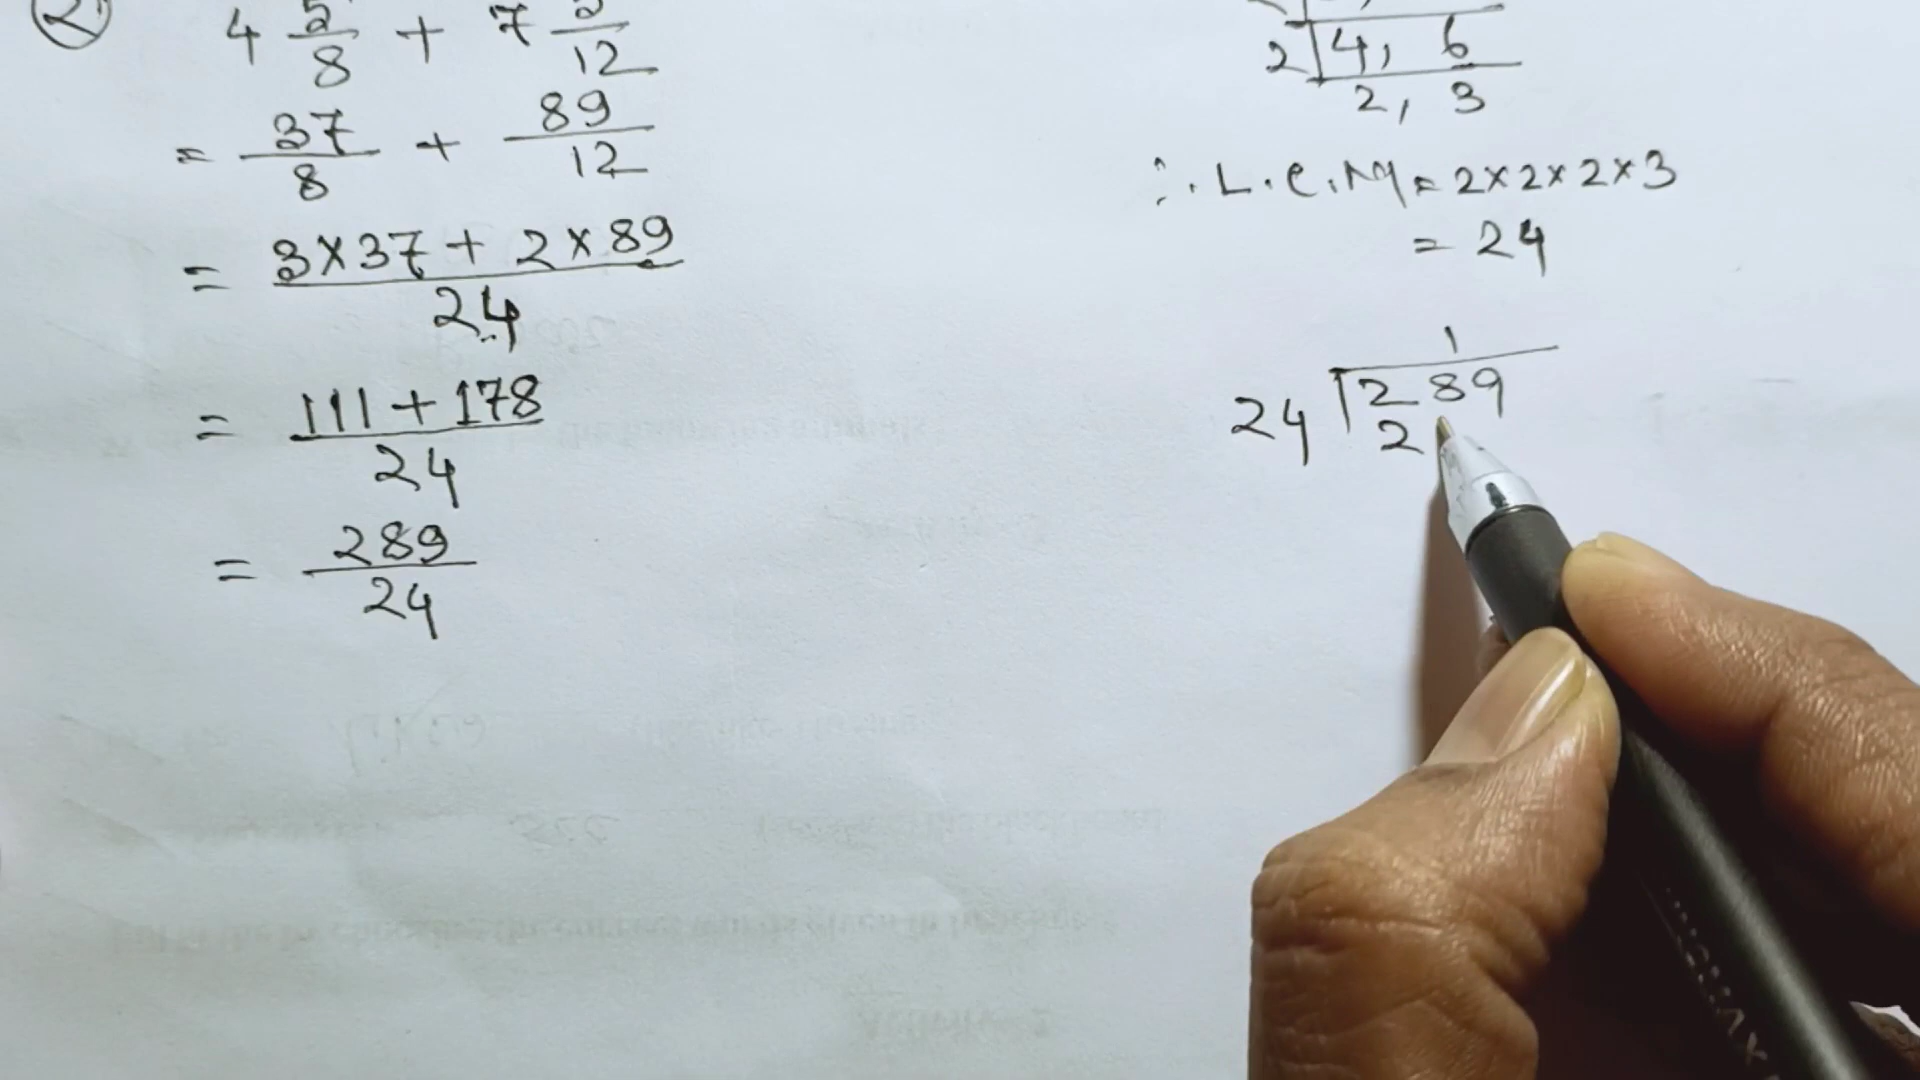 2.
4 5/8 + 7 5/12
= 37/8 + 89/12
= 3×37 + 2×89 / 24
= 111 + 178 / 24
= 289/24
2 | 4, 6
2, 3
∴ L.C.M = 2×2×2×3
= 24
1
24 | 289
2